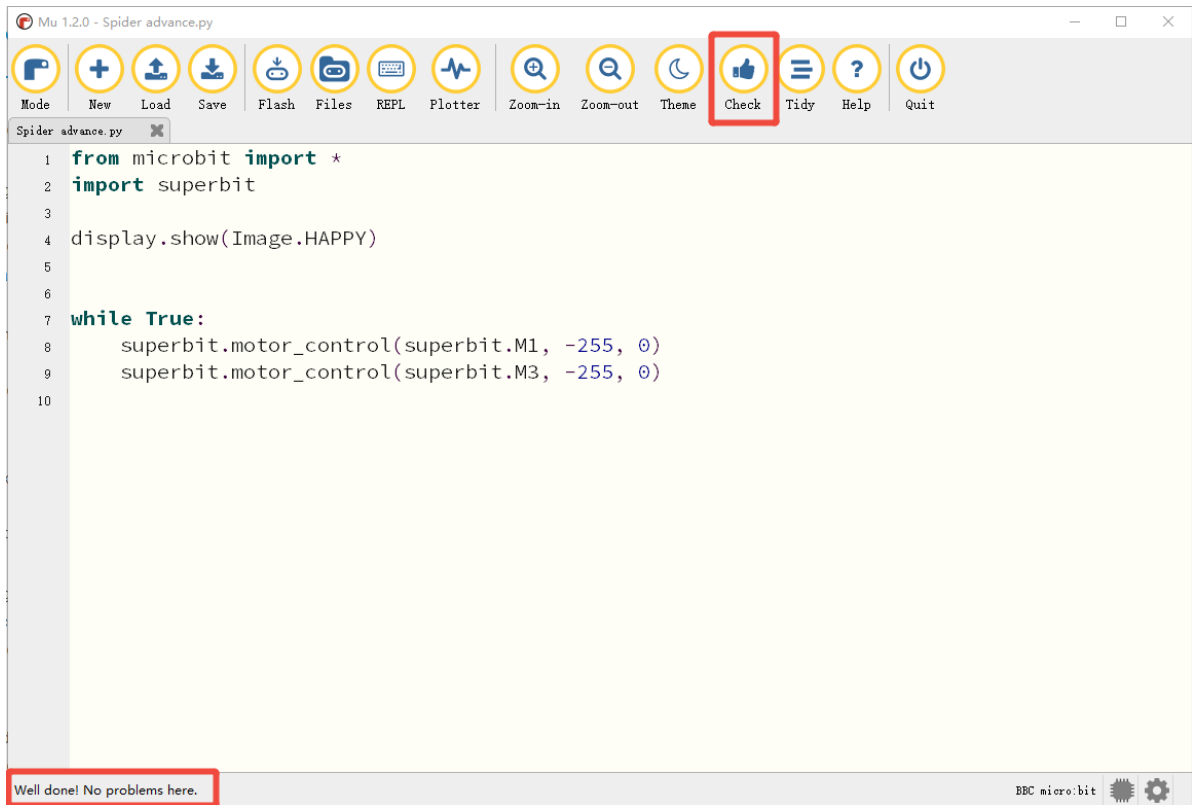 Mu 1.2.0 - Spider advance.py
Mode New Load Save Flash Files REPL Plotter Zoom-in Zoom-out Theme Check Tidy Help Quit
Spider advance.py
1 from microbit import *
2 import superbit
3
4 display.show(Image.HAPPY)
5
6
7 while True:
8     superbit.motor_control(superbit.M1, -255, 0)
9     superbit.motor_control(superbit.M3, -255, 0)
10
Well done! No problems here. BBC micro:bit